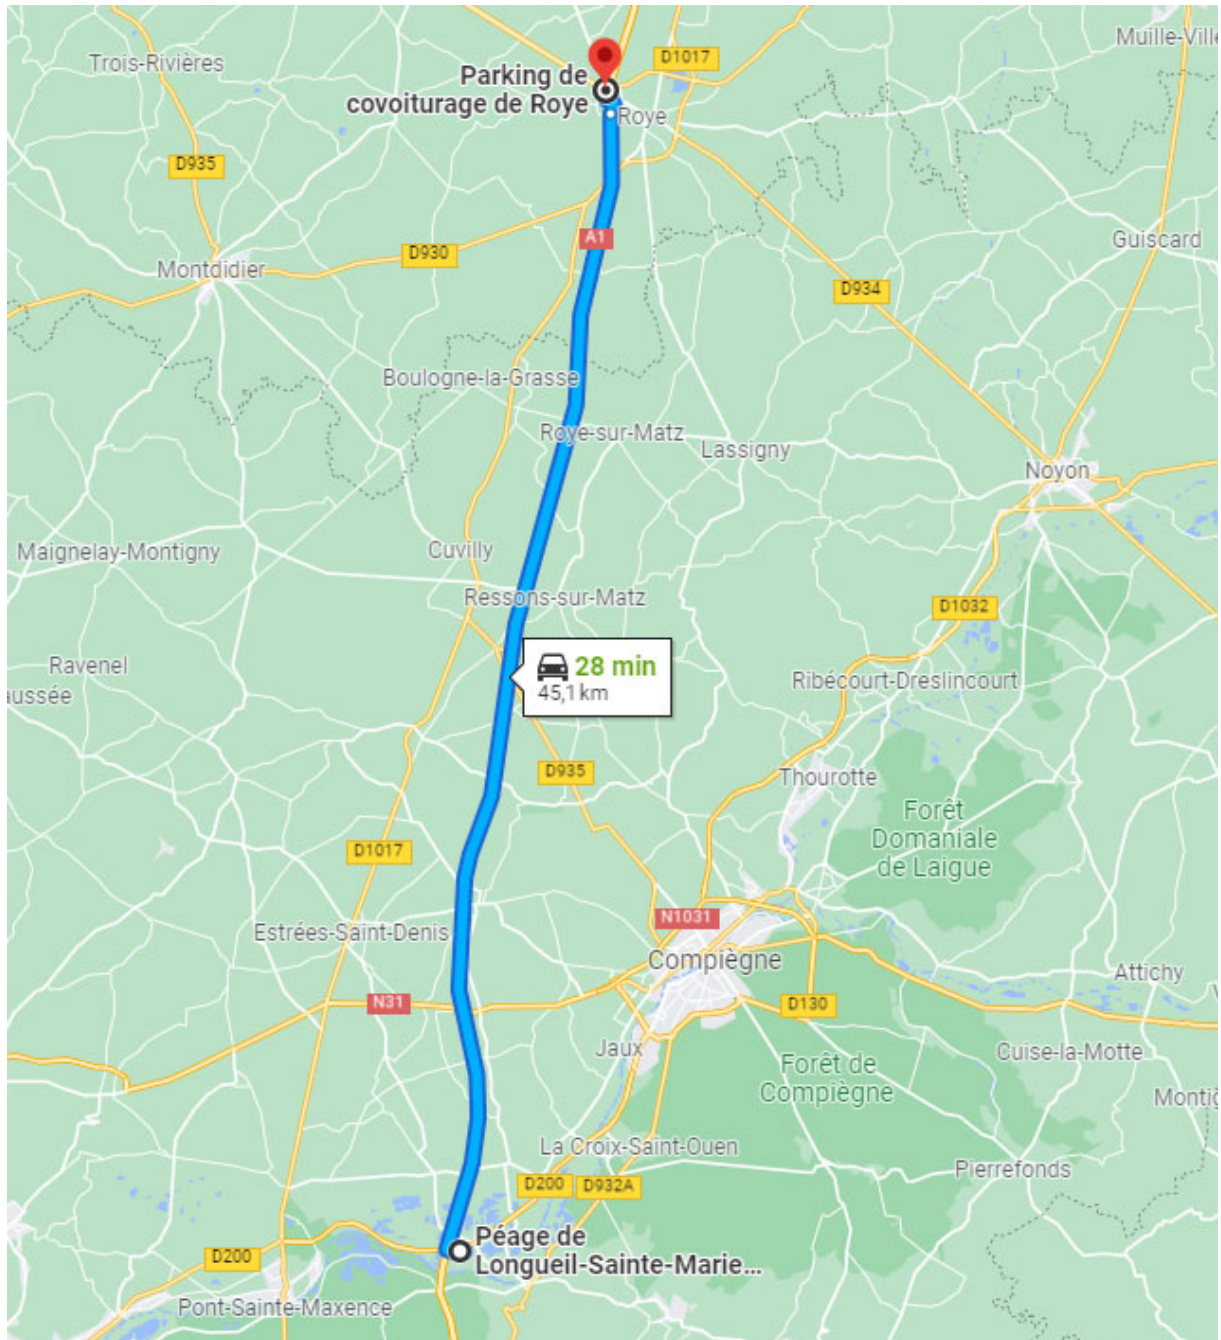 Muille-Ville
Trois-Rivières
D1017
Parking de
covoiturage de Roye
Roye
D935
A1
Guiscard
D930
Montdidier
D934
Boulogne-la-Grasse
Roye-sur-Matz
Lassigny
Noyon
Maignelay-Montigny
Cuvilly
Ressons-sur-Matz
D1032
28 min
45,1 km
Ravenel
aussée
Ribécourt-Dreslincourt
D935
Thourotte
Forêt
Domaniale
de Laigue
D1017
N1031
Estrées-Saint-Denis
Compiègne
Attichy
N31
D130
Jaux
Cuise-la-Motte
Forêt de
Compiègne
Montig
La Croix-Saint-Ouen
Pierrefonds
D200
D932A
Péage de
Longueil-Sainte-Marie...
D200
Pont-Sainte-Maxence